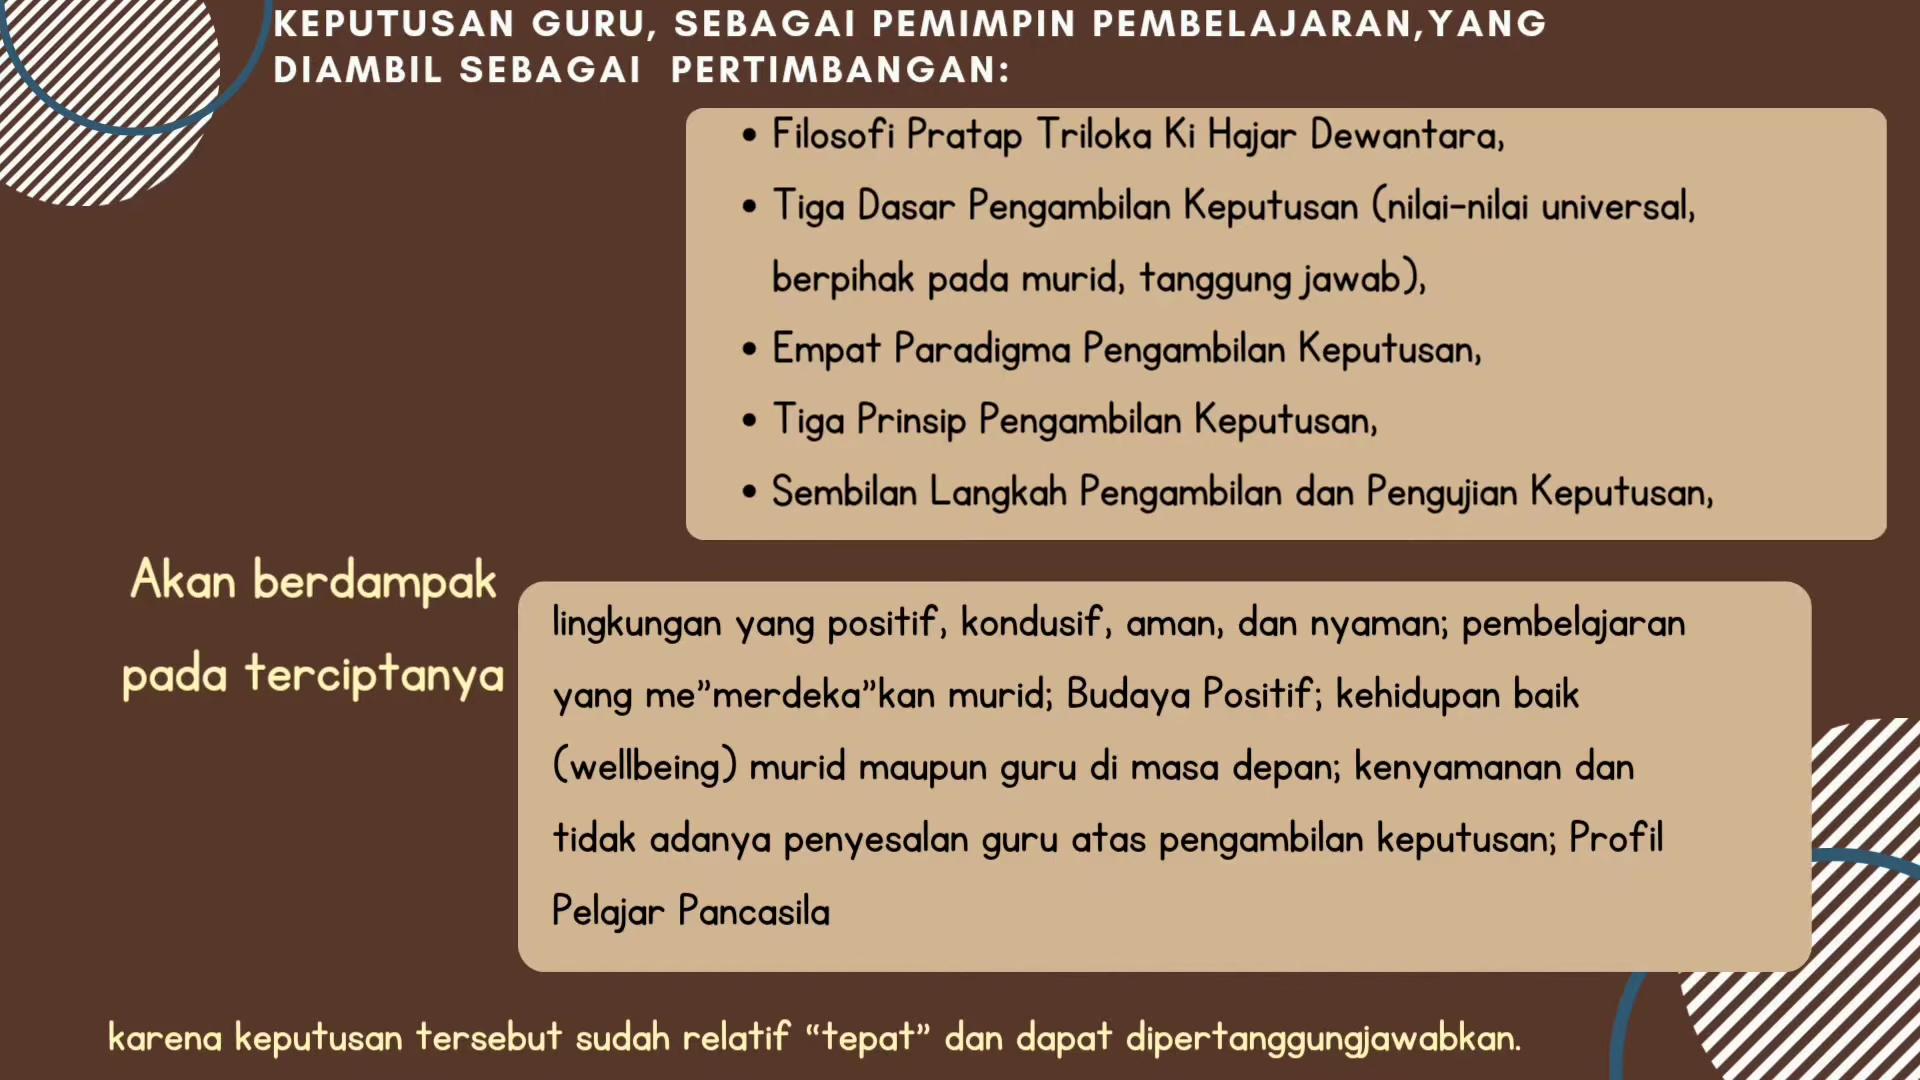 KEPUTUSAN GURU, SEBAGAI PEMIMPIN PEMBELAJARAN,YANG
DIAMBIL SEBAGAI PERTIMBANGAN:
• Filosofi Pratap Triloka Ki Hajar Dewantara,
• Tiga Dasar Pengambilan Keputusan (nilai-nilai universal,
berpihak pada murid, tanggung jawab),
• Empat Paradigma Pengambilan Keputusan,
• Tiga Prinsip Pengambilan Keputusan,
• Sembilan Langkah Pengambilan dan Pengujian Keputusan,
Akan berdampak
pada terciptanya
lingkungan yang positif, kondusif, aman, dan nyaman; pembelajaran
yang me”merdeka”kan murid; Budaya Positif; kehidupan baik
(wellbeing) murid maupun guru di masa depan; kenyamanan dan
tidak adanya penyesalan guru atas pengambilan keputusan; Profil
Pelajar Pancasila
karena keputusan tersebut sudah relatif “tepat” dan dapat dipertanggungjawabkan.